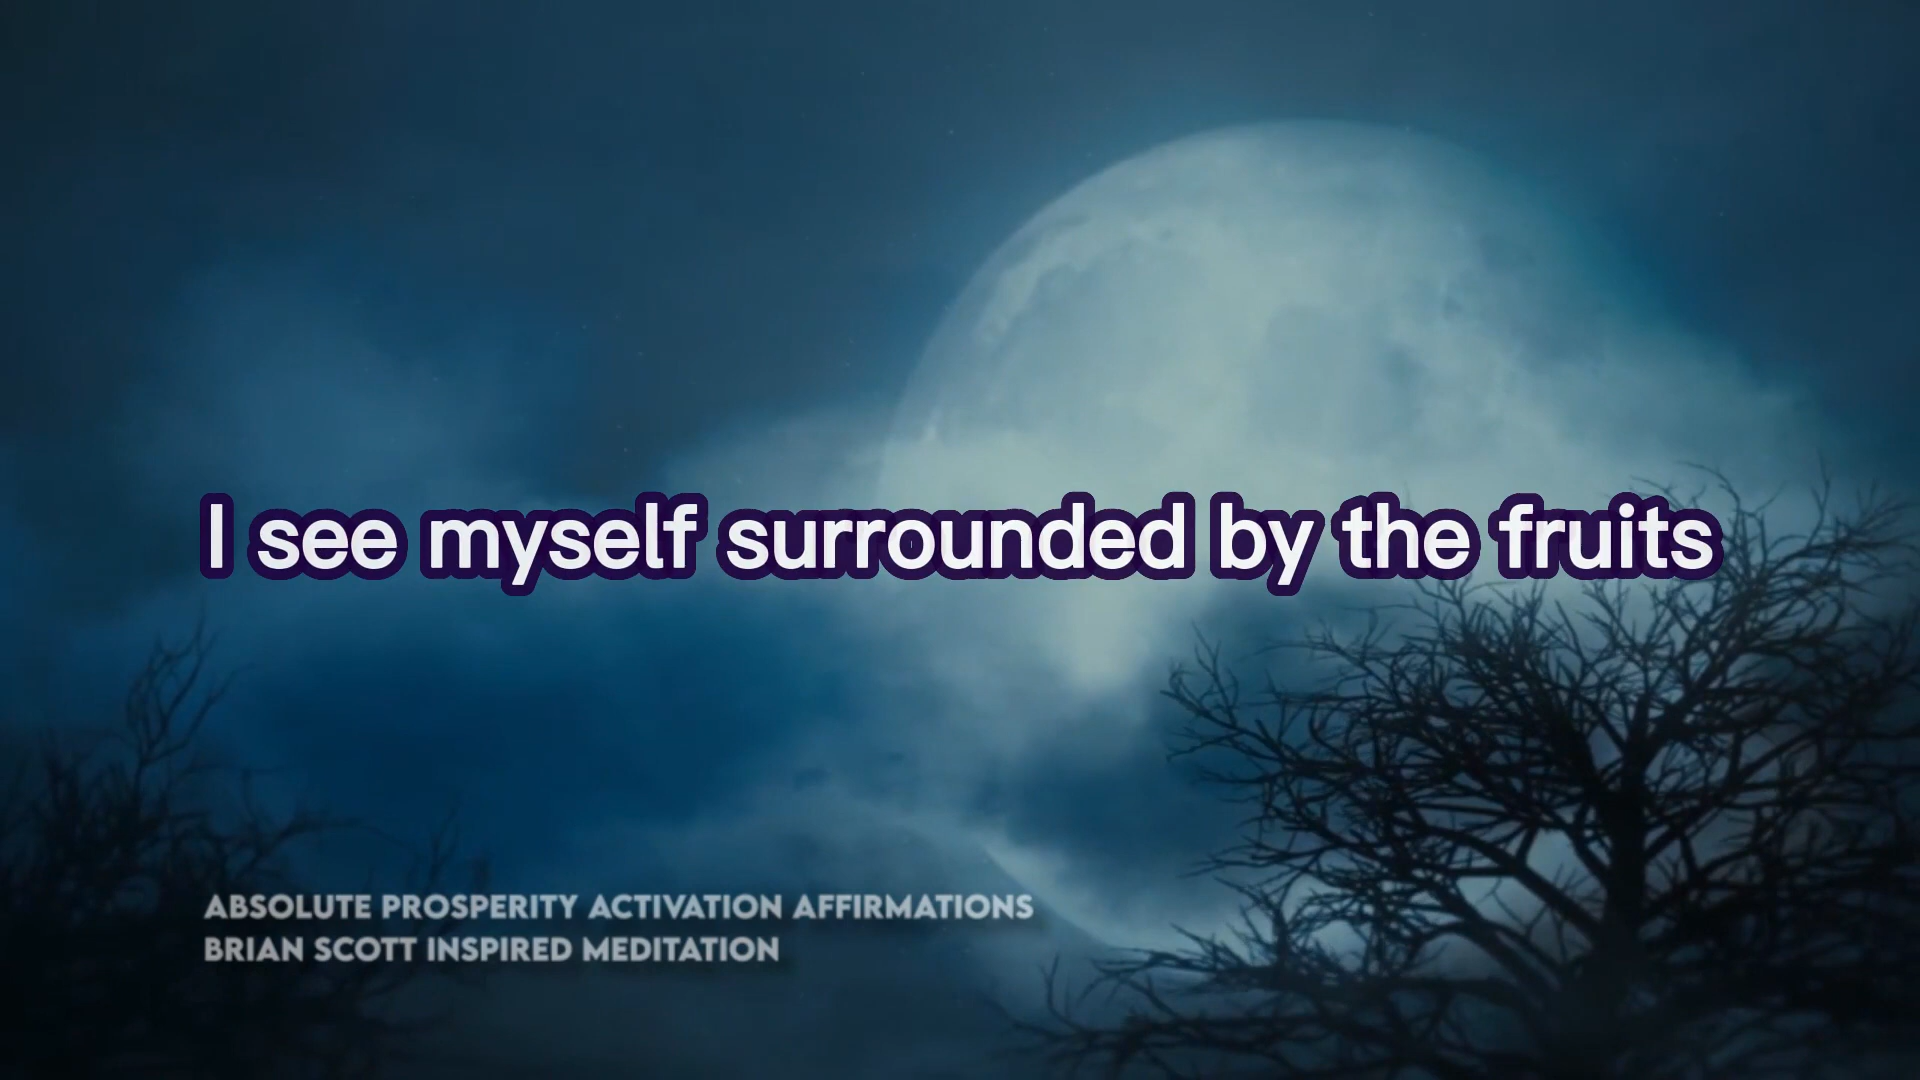 I see myself surrounded by the fruits
ABSOLUTE PROSPERITY ACTIVATION AFFIRMATIONS
BRIAN SCOTT INSPIRED MEDITATION